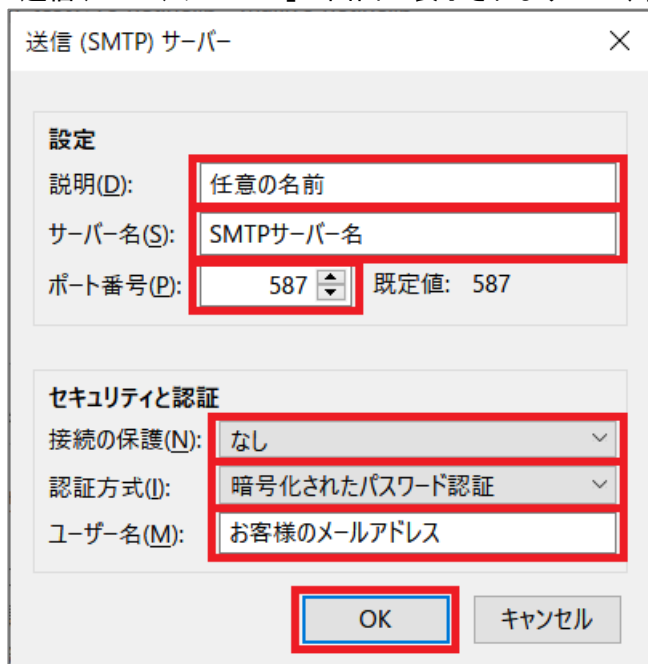 送信 (SMTP) サーバー
設定
説明(D): 任意の名前
サーバー名(S): SMTPサーバー名
ポート番号(P): 587 既定値: 587
セキュリティと認証
接続の保護(N): なし
認証方式(I): 暗号化されたパスワード認証
ユーザー名(M): お客様のメールアドレス
OK キャンセル